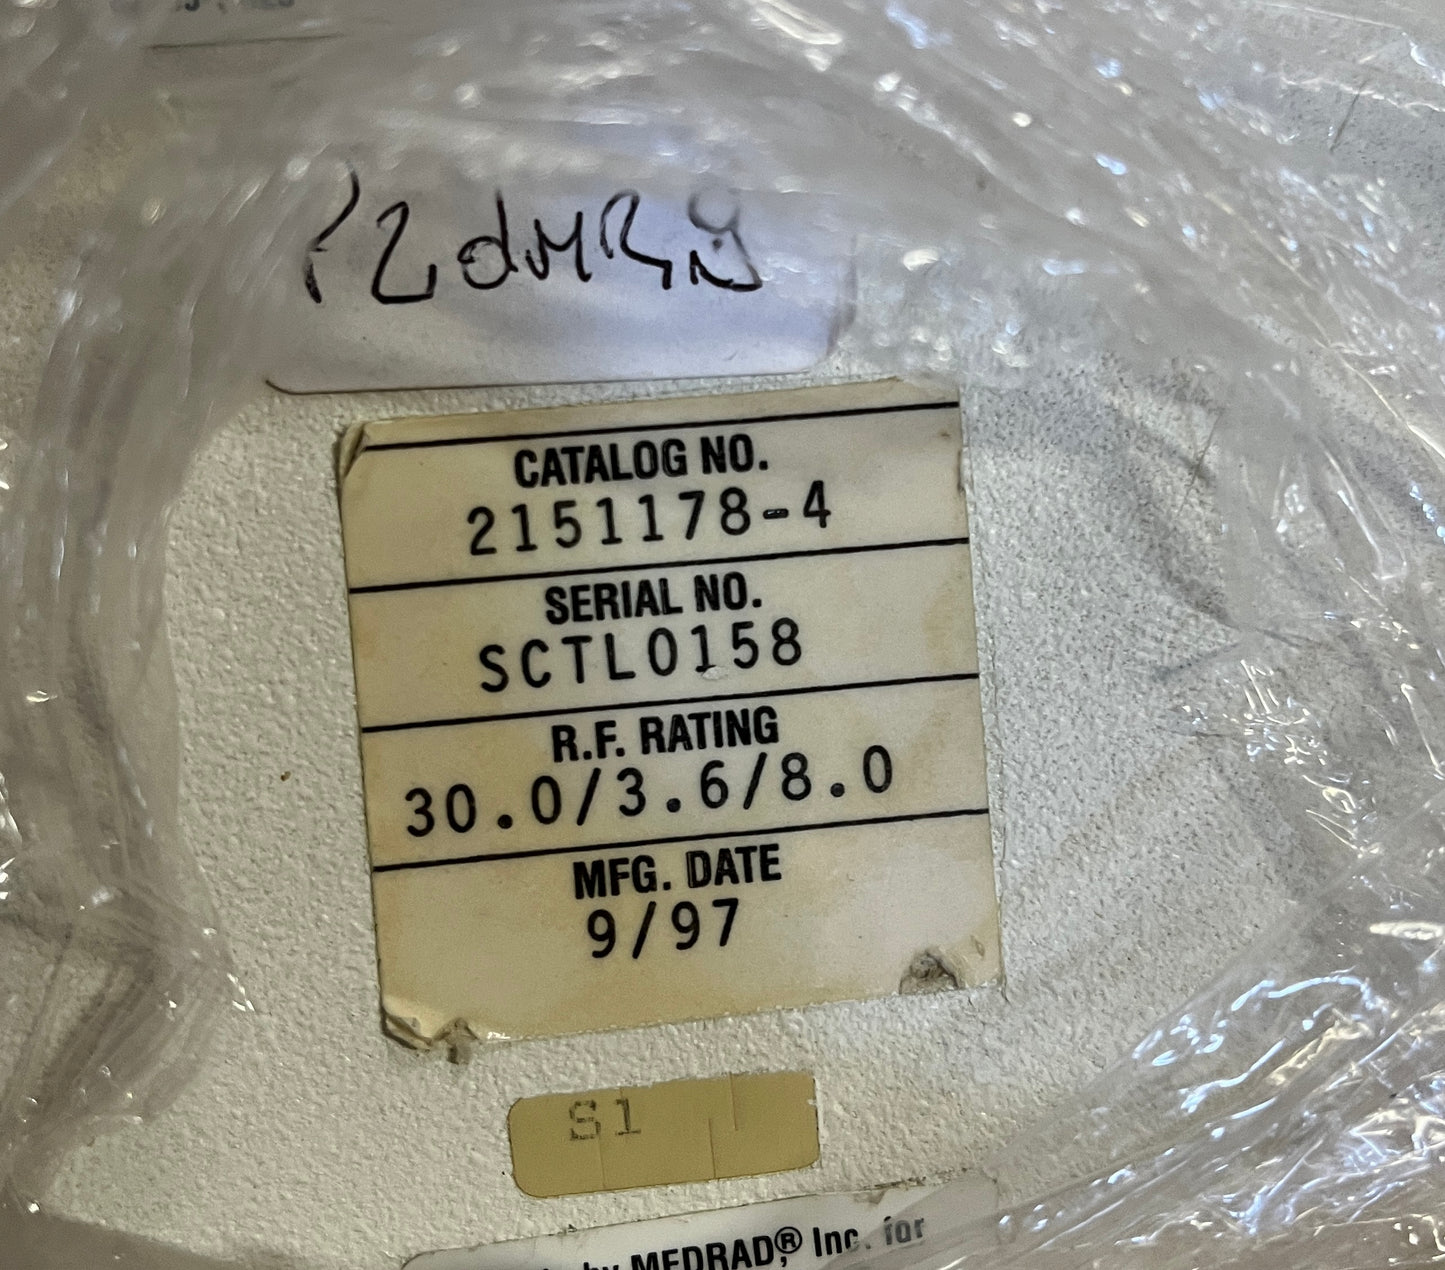 CATALOG NO.
2151178-4
SERIAL NO.
SCTL0158
R.F. RATING
30.0/3.6/8.0
MFG. DATE
9/97
S1
by MEDRAD®, Inc. for